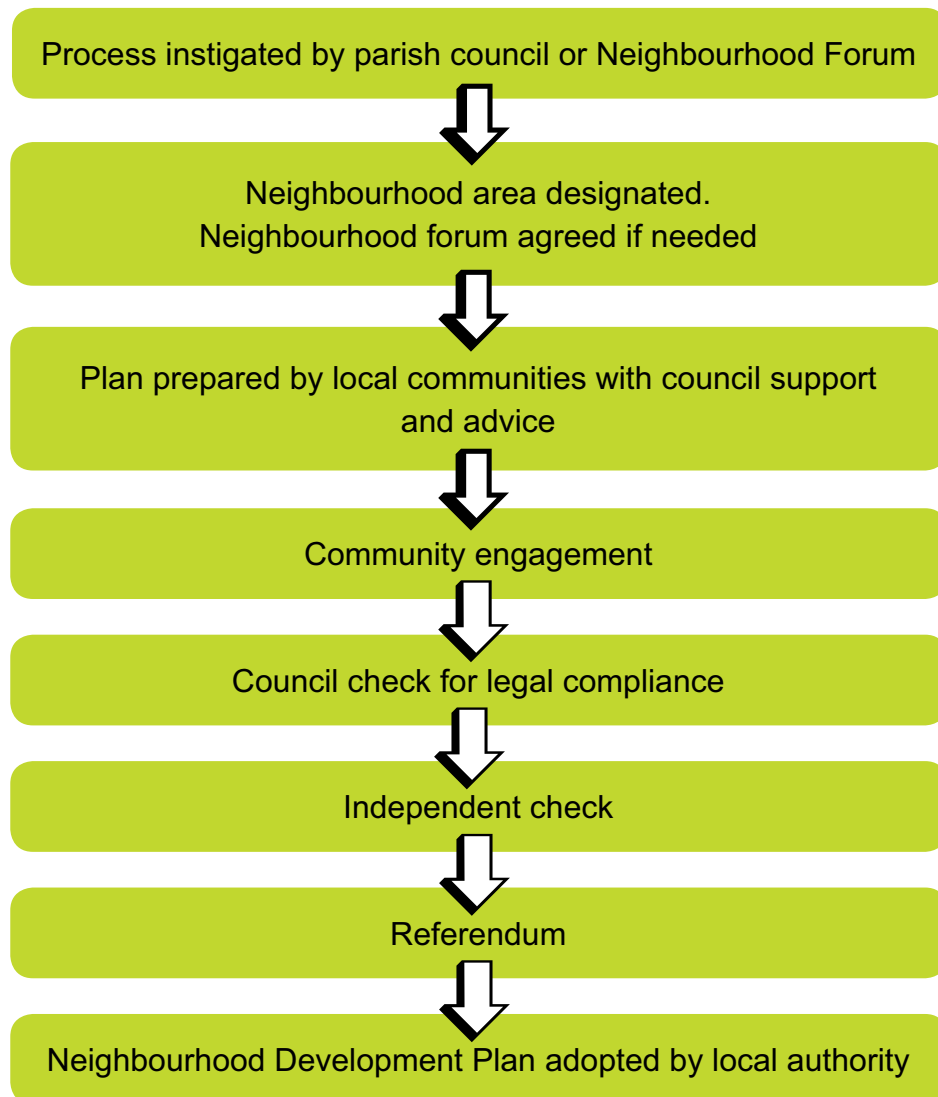 Process instigated by parish council or Neighbourhood Forum
Neighbourhood area designated.
Neighbourhood forum agreed if needed
Plan prepared by local communities with council support
and advice
Community engagement
Council check for legal compliance
Independent check
Referendum
Neighbourhood Development Plan adopted by local authority